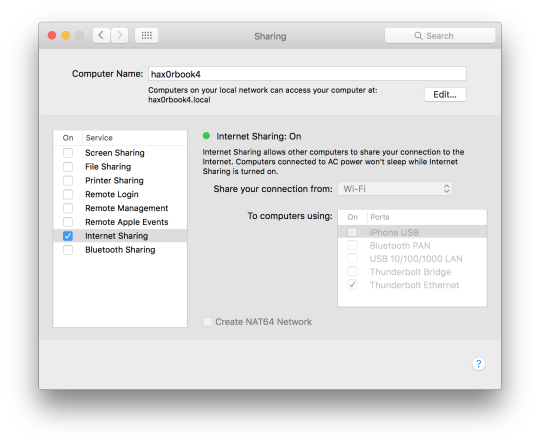 Sharing
Search
Computer Name: hax0rbook4
Computers on your local network can access your computer at:
hax0rbook4.local
Edit...
On Service
Screen Sharing
File Sharing
Printer Sharing
Remote Login
Remote Management
Remote Apple Events
Internet Sharing
Bluetooth Sharing
Internet Sharing: On
Internet Sharing allows other computers to share your connection to the
Internet. Computers connected to AC power won't sleep while Internet
Sharing is turned on.
Share your connection from: Wi-Fi
To computers using:
On Ports
iPhone USB
Bluetooth PAN
USB 10/100/1000 LAN
Thunderbolt Bridge
Thunderbolt Ethernet
Create NAT64 Network
?